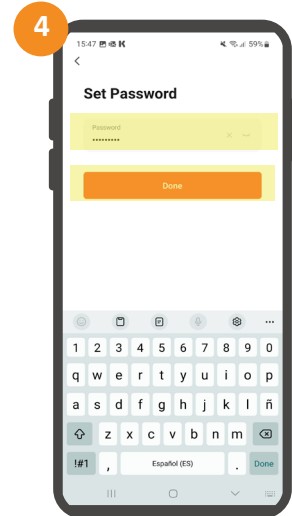 4
15:47 59%
Set Password
Password
•••••••••
Done
1 2 3 4 5 6 7 8 9 0
q w e r t y u i o p
a s d f g h j k l ñ
z x c v b n m
!#1 , Español (ES) . Done